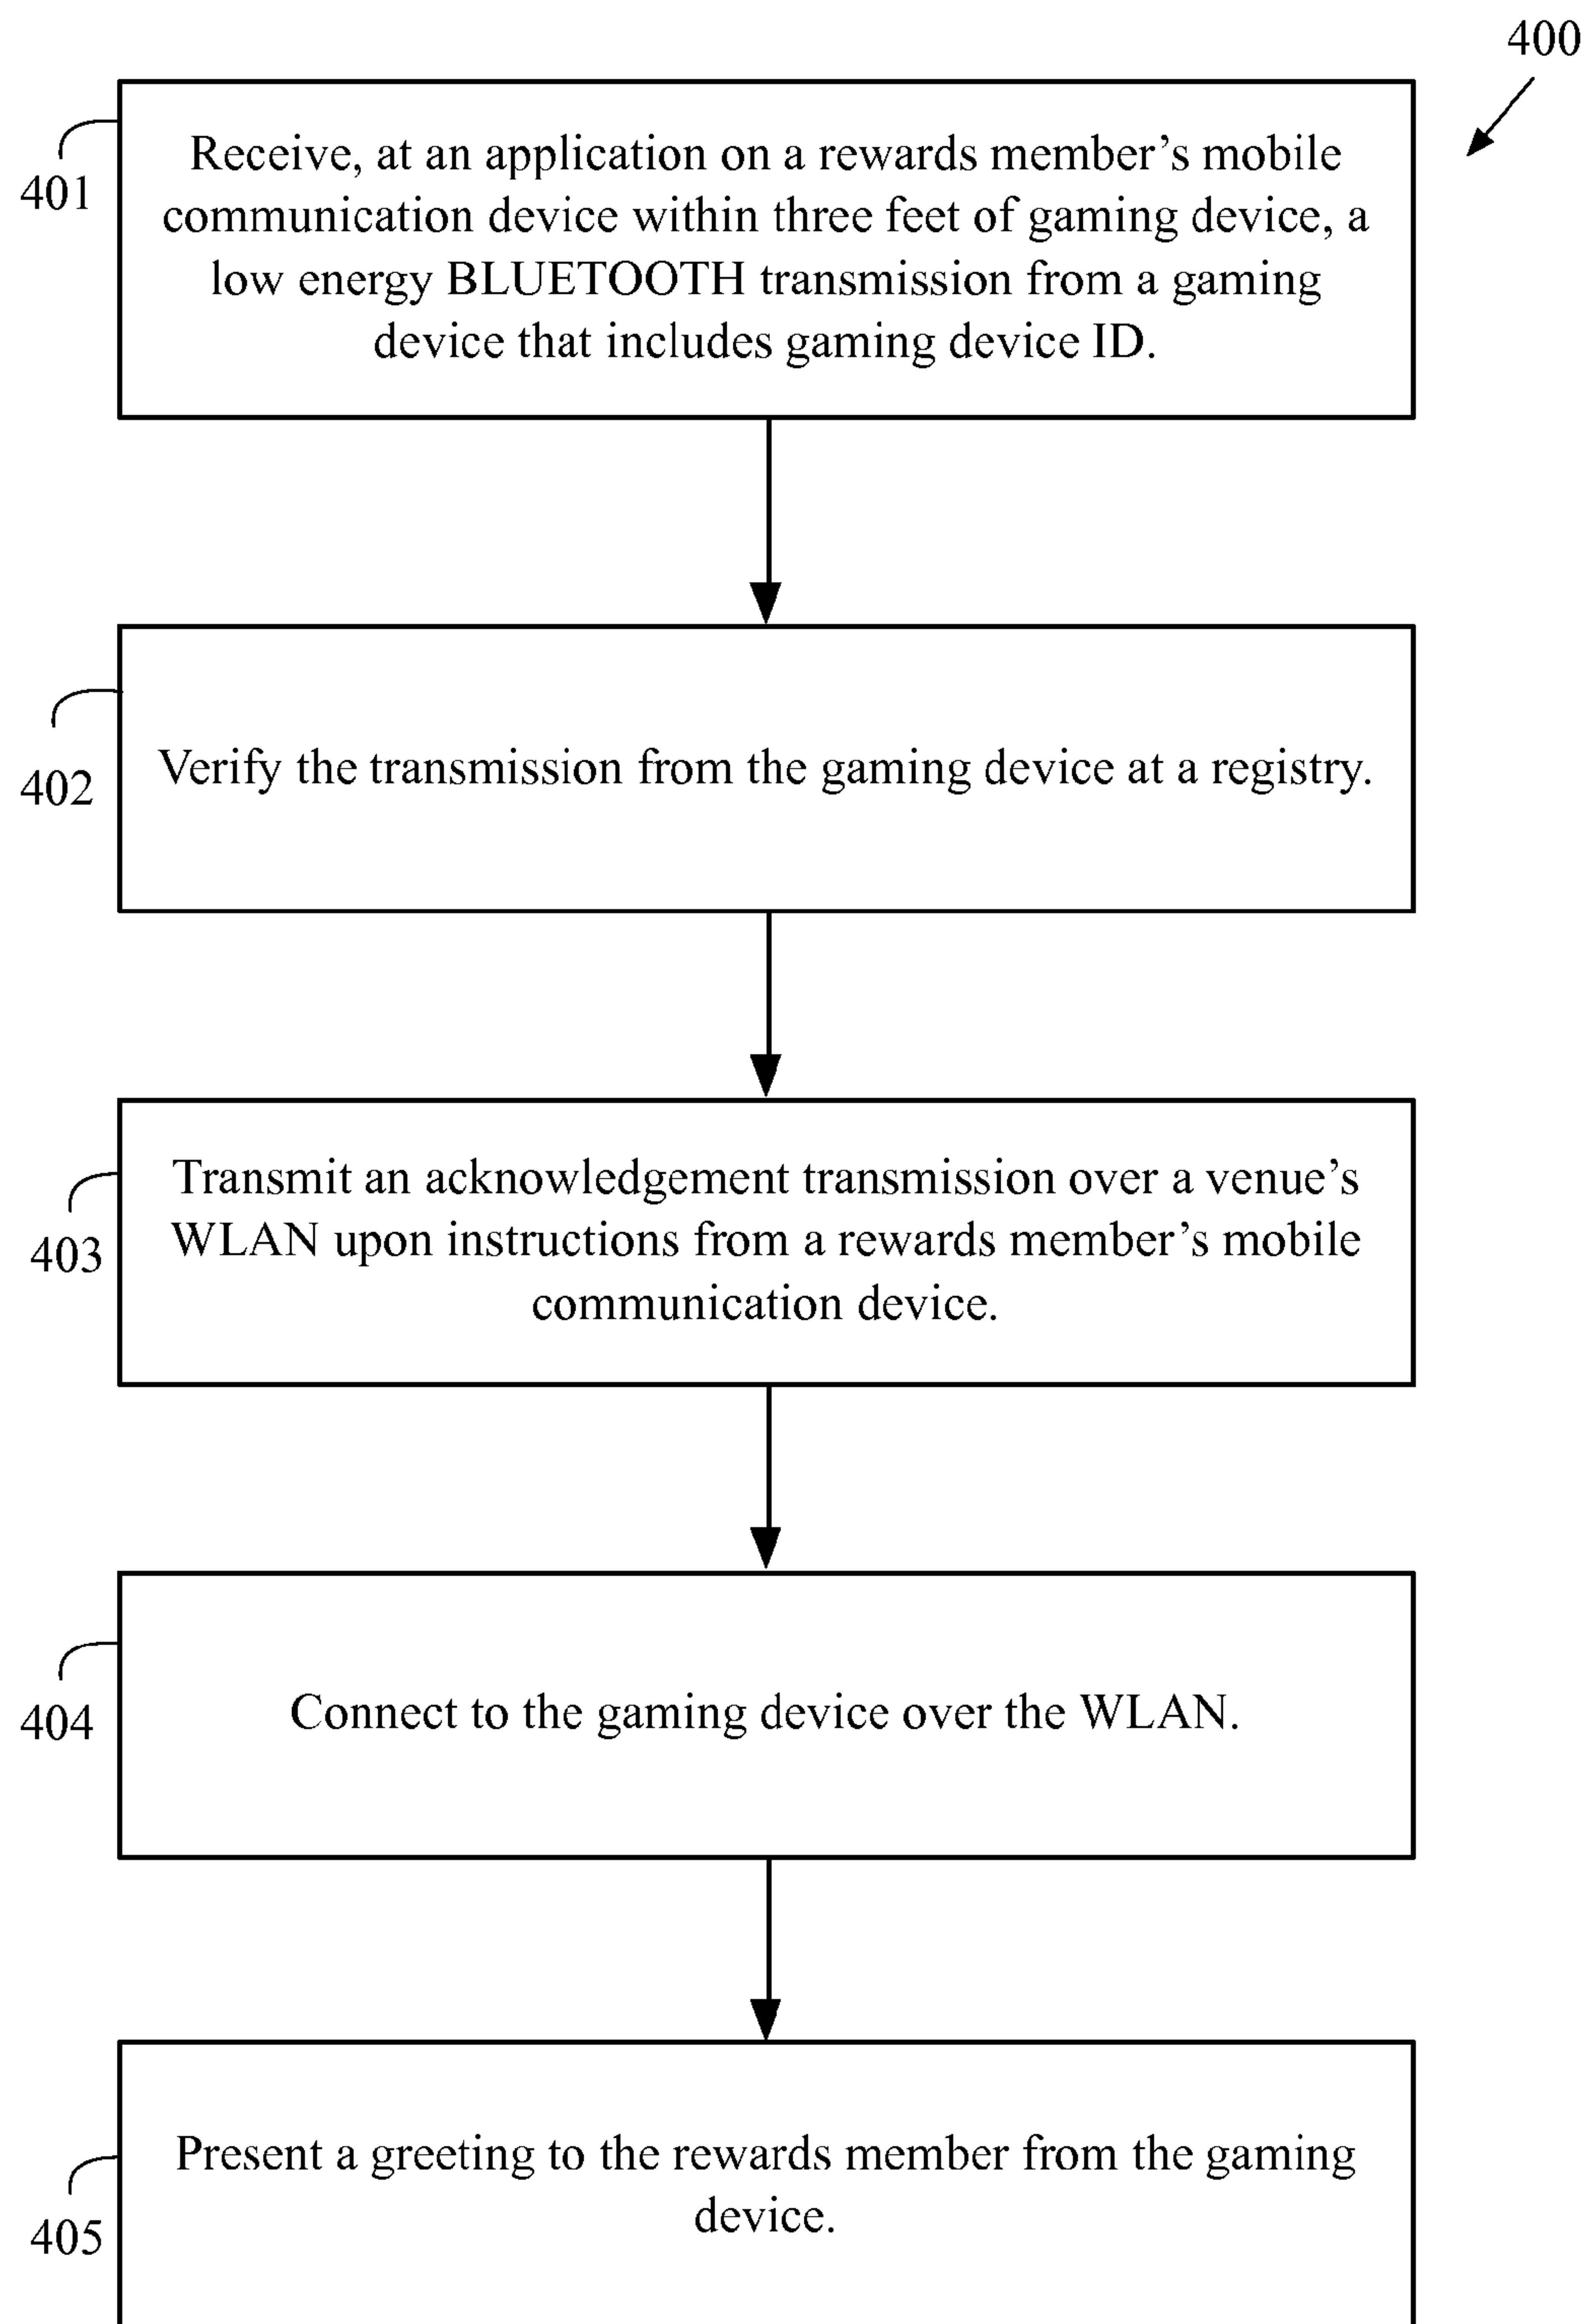 400
401
Receive, at an application on a rewards member’s mobile
communication device within three feet of gaming device, a
low energy BLUETOOTH transmission from a gaming
device that includes gaming device ID.
402
Verify the transmission from the gaming device at a registry.
403
Transmit an acknowledgement transmission over a venue’s
WLAN upon instructions from a rewards member’s mobile
communication device.
404
Connect to the gaming device over the WLAN.
405
Present a greeting to the rewards member from the gaming
device.